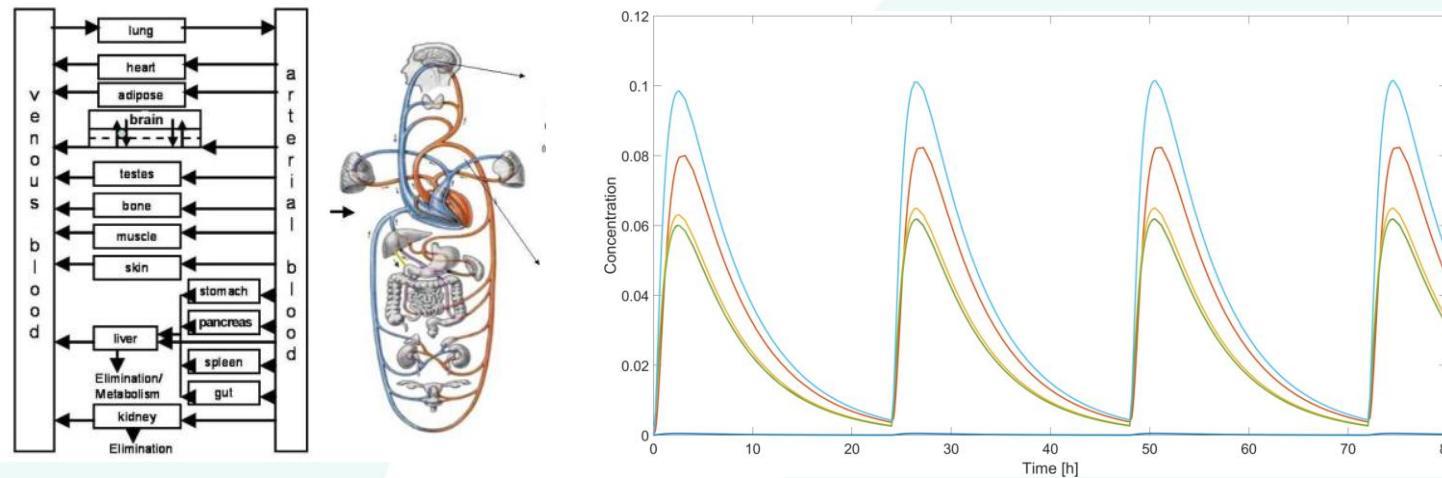 venous blood
lung
heart
adipose
brain
testes
bone
muscle
skin
stomach
pancreas
liver
spleen
Elimination/
Metabolism
gut
kidney
Elimination
arterial blood
0.12
0.1
0.08
0.06
0.04
0.02
0
Concentration
0 10 20 30 40 50 60 70
Time [h]